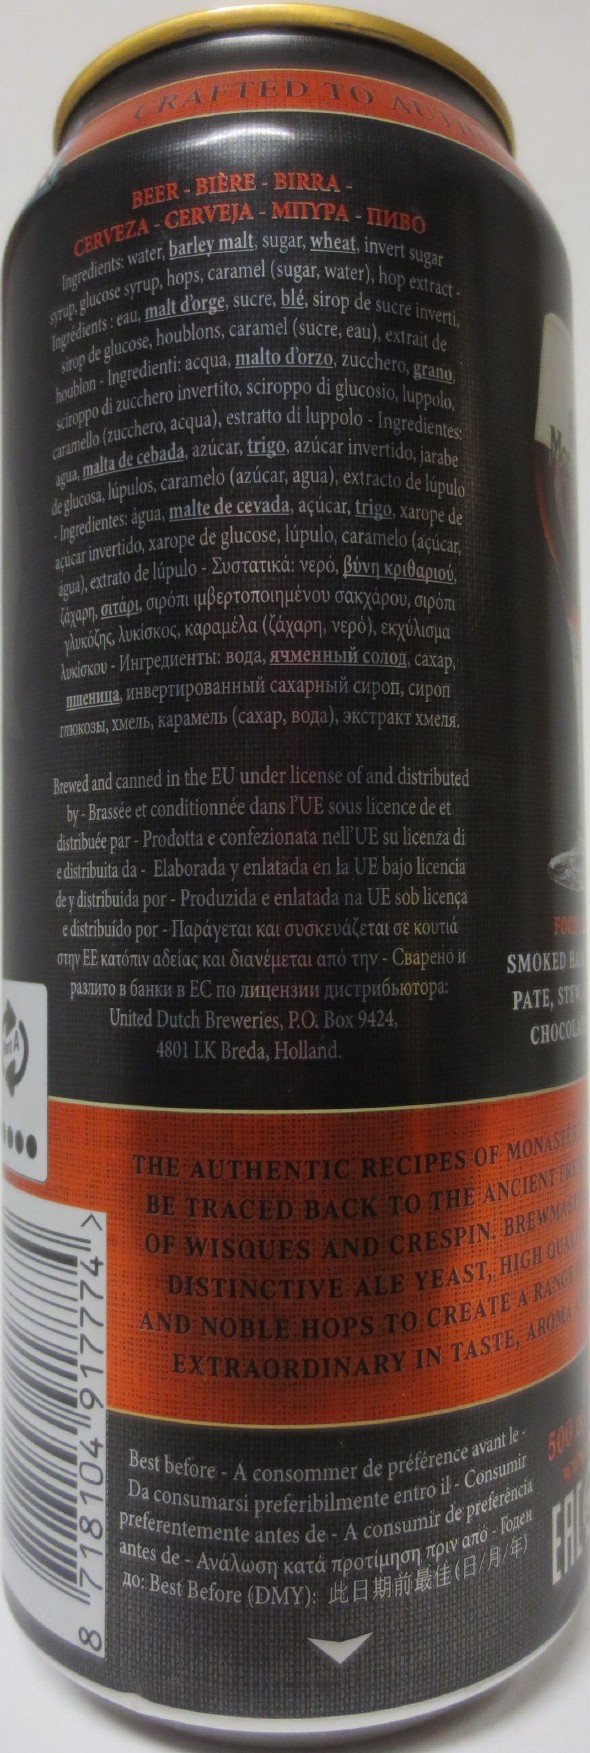 CRAFTED TO
BEER - BIÈRE - BIRRA -
CERVEZA - CERVEJA - ΜΠΥΡΑ - ПИВО
Ingredients: water, barley malt, sugar, wheat, invert sugar
syrup, glucose syrup, hops, caramel (sugar, water), hop extract -
Ingrédients : eau, malt d'orge, sucre, blé, sirop de sucre inverti,
sirop de glucose, houblons, caramel (sucre, eau), extrait de
houblon - Ingredienti: acqua, malto d'orzo, zucchero, grano,
sciroppo di zucchero invertito, sciroppo di glucosio, luppolo,
caramello (zucchero, acqua), estratto di luppolo - Ingredientes:
agua, malta de cebada, azúcar, trigo, azúcar invertido, jarabe
de glucosa, lúpulos, caramelo (azúcar, agua), extracto de lúpulo
- Ingredientes: água, malte de cevada, açúcar, trigo, xarope de
açúcar invertido, xarope de glucose, lúpulo, caramelo (açúcar,
água), extrato de lúpulo - Συστατικά: νερό, βύνη κριθαριού,
ζάχαρη, σιτάρι, σιρόπι ιμβερτοποιημένου σακχάρου, σιρόπι
γλυκόζης, λυκίσκος, καραμέλα (ζάχαρη, νερό), εκχύλισμα
λυκίσκου - Ингредиенты: вода, ячменный солод, сахар,
пшеница, инвертированный сахарный сироп, сироп
глюкозы, хмель, карамель (сахар, вода), экстракт хмеля.
Brewed and canned in the EU under license of and distributed
by - Brassée et conditionnée dans l'UE sous licence de et
distribuée par - Prodotta e confezionata nell'UE su licenza di
e distribuita da - Elaborada y enlatada en la UE bajo licencia
de y distribuida por - Produzida e enlatada na UE sob licença
e distribuído por - Παράγεται και συσκευάζεται σε κουτιά
στην ΕΕ κατόπιν αδείας και διανέμεται από την - Сварено и
разлито в банки в ЕС по лицензии дистрибьютора:
United Dutch Breweries, P.O. Box 9424,
4801 LK Breda, Holland.
SMOKED
PATE, STEW,
THE AUTHENTIC RECIPES OF
BE TRACED BACK TO THE ANCIENT
OF WISQUES AND CRESPIN.
DISTINCTIVE ALE YEAST, HIGH
AND NOBLE HOPS TO CREATE A
EXTRAORDINARY IN TASTE, AROMA
Best before - A consommer de préférence avant le -
Da consumarsi preferibilmente entro il - Consumir
preferentemente antes de - A consumir de preferência
antes de - Ανάλωση κατά προτίμηση πριν από - Годен
до: Best Before (DMY): 此日期前最佳(日/月/年)
500
EAC
8 718104 917774 >